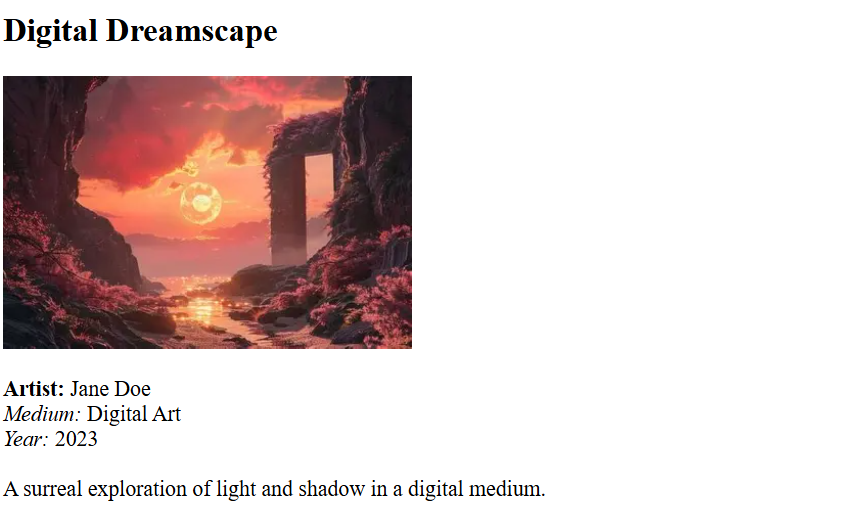 Digital Dreamscape
Artist: Jane Doe
Medium: Digital Art
Year: 2023
A surreal exploration of light and shadow in a digital medium.